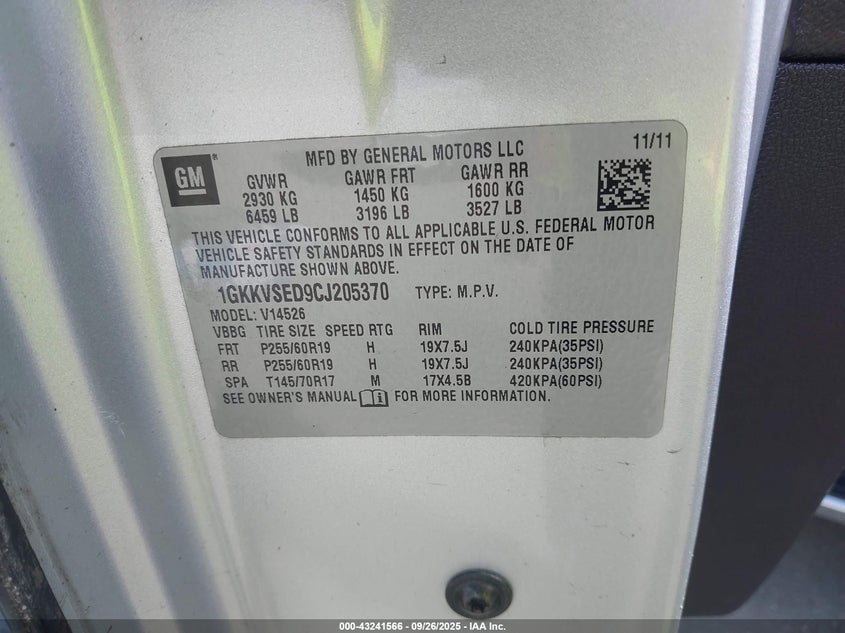 GM
MFD BY GENERAL MOTORS LLC 11/11
GVWR GAWR FRT GAWR RR
2930 KG 1450 KG 1600 KG
6459 LB 3196 LB 3527 LB
THIS VEHICLE CONFORMS TO ALL APPLICABLE U.S. FEDERAL MOTOR
VEHICLE SAFETY STANDARDS IN EFFECT ON THE DATE OF
MANUFACTURE SHOWN ABOVE.
1GKKVSED9CJ205370 TYPE: M.P.V.
MODEL: V14526
VBBG TIRE SIZE SPEED RTG RIM COLD TIRE PRESSURE
FRT P255/60R19 H 19X7.5J 240KPA(35PSI)
RR P255/60R19 H 19X7.5J 240KPA(35PSI)
SPA T145/70R17 M 17X4.5B 420KPA(60PSI)
SEE OWNER'S MANUAL FOR MORE INFORMATION.
000-43241566 - 09/26/2025 - IAA Inc.